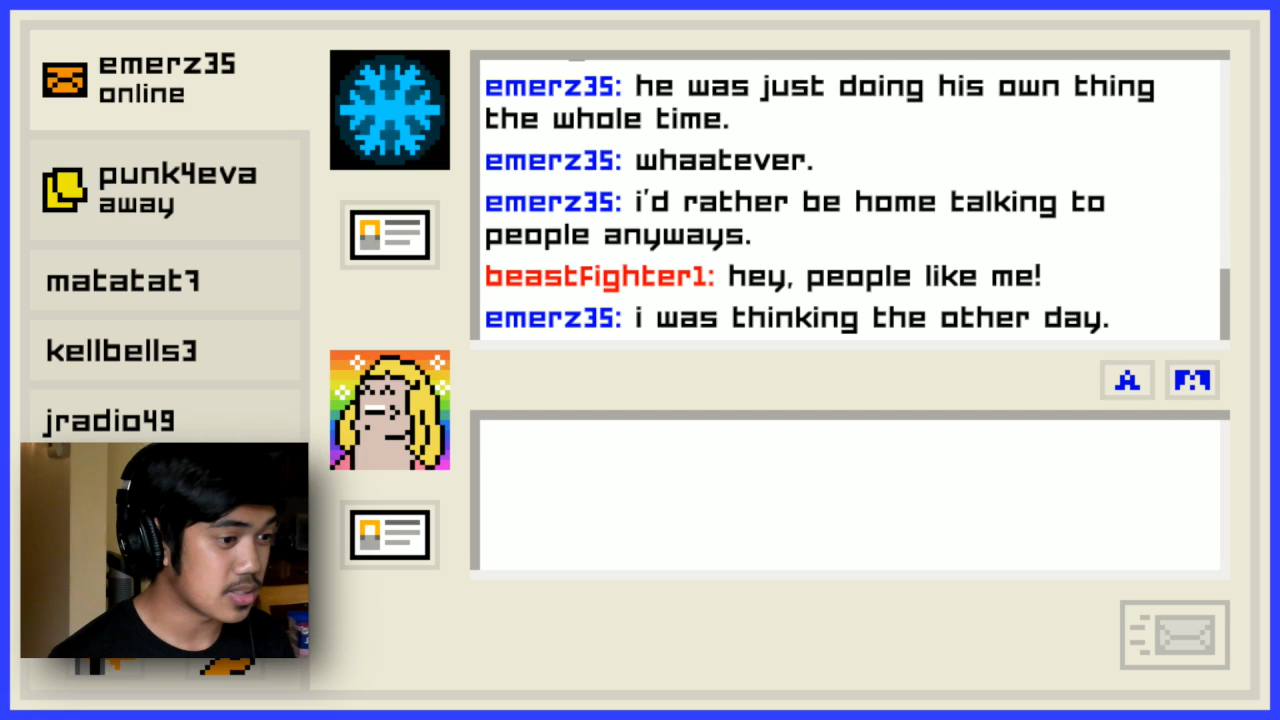 emerz35
online
punk4eva
away
matatat7
kellbells3
jradio49
emerz35: he was just doing his own thing
the whole time.
emerz35: whaatever.
emerz35: i'd rather be home talking to
people anyways.
beastfighter1: hey, people like me!
emerz35: i was thinking the other day.
A